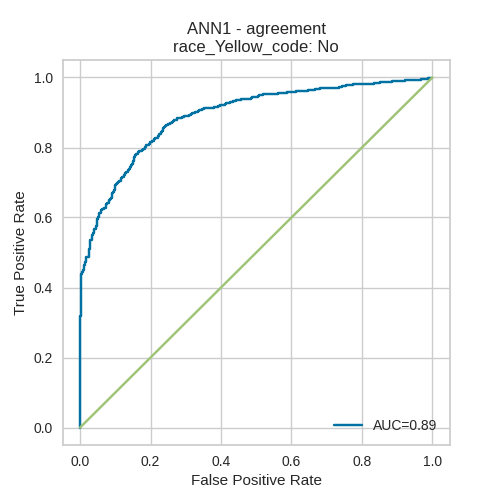 ANN1 - agreement
race_Yellow_code: No
1.0
0.8
0.6
0.4
0.2
0.0
True Positive Rate
AUC=0.89
0.0 0.2 0.4 0.6 0.8 1.0
False Positive Rate